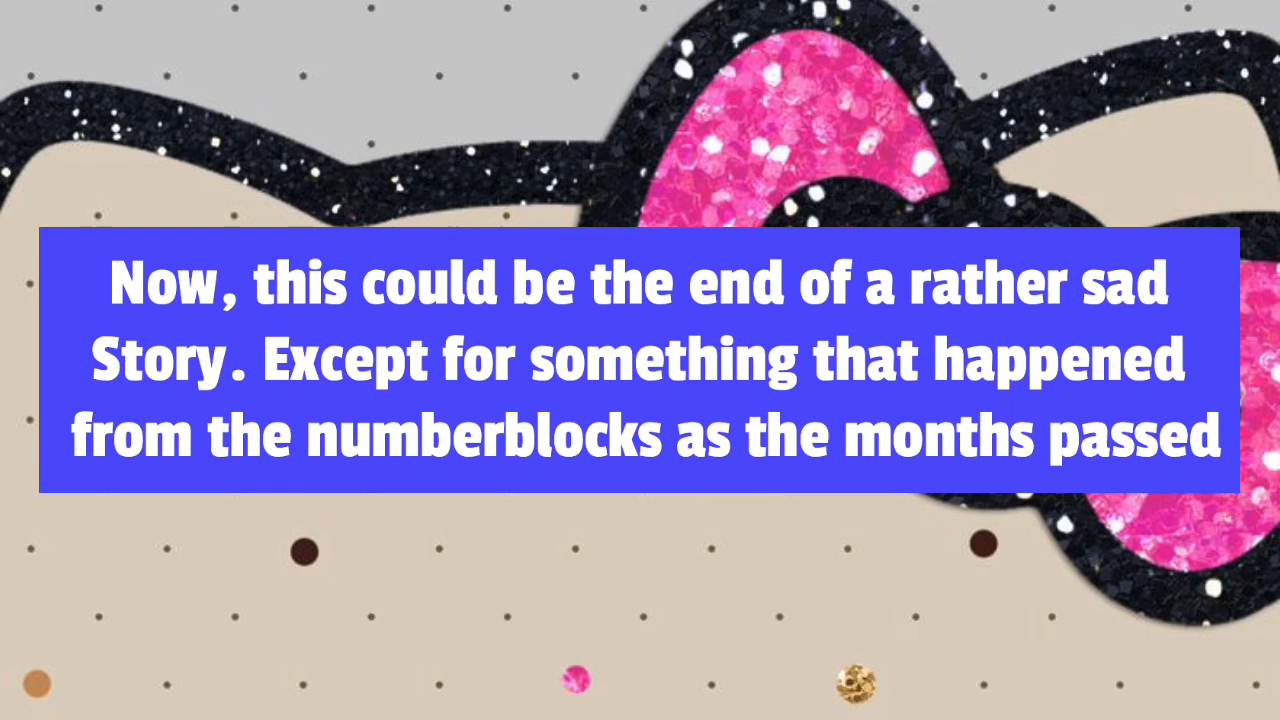 Now, this could be the end of a rather sad
Story. Except for something that happened
from the numberblocks as the months passed